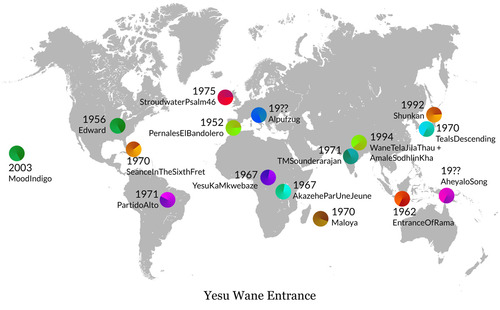 1975
StroudwaterPsalm46
19??
Alpufzug
1956
Edward
1952
PernalesElBandolero
1992
Shunkan
1970
TealsDescending
1994
WaneTelaJilaThau +
AmaleSodhlinKha
2003
MoodIndigo
1970
SeanceInTheSixthFret
1971
TMSounderarajan
1967
YesuKaMkwebaze
1967
AkazeheParUneJeune
19??
AheyaloSong
1971
PartidoAlto
1970
Maloya
1962
EntranceOfRama
Yesu Wane Entrance